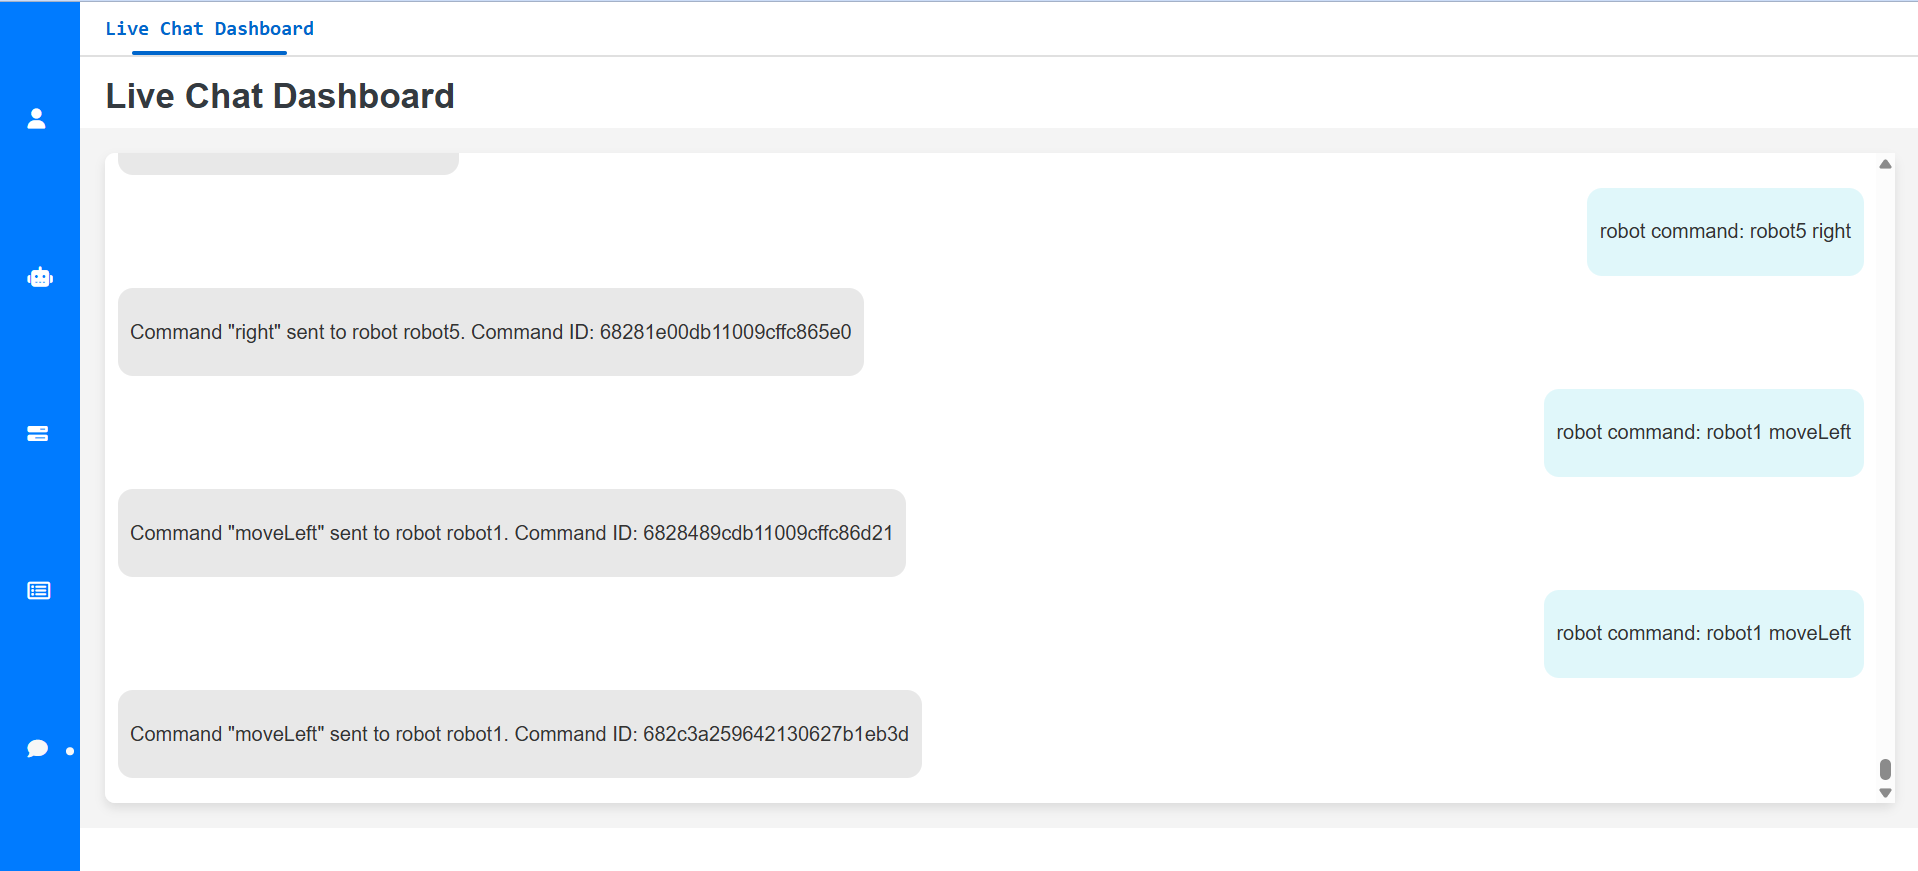 Live Chat Dashboard
Live Chat Dashboard
robot command: robot5 right
Command "right" sent to robot robot5. Command ID: 68281e00db11009cffc865e0
robot command: robot1 moveLeft
Command "moveLeft" sent to robot robot1. Command ID: 6828489cdb11009cffc86d21
robot command: robot1 moveLeft
Command "moveLeft" sent to robot robot1. Command ID: 682c3a259642130627b1eb3d